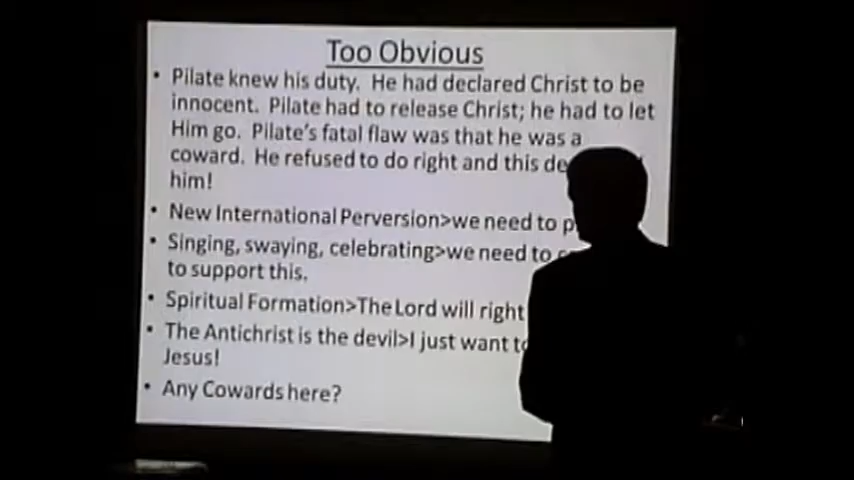 Too Obvious
• Pilate knew his duty. He had declared Christ to be
innocent. Pilate had to release Christ; he had to let
Him go. Pilate's fatal flaw was that he was a
coward. He refused to do right and this
him!
• New International Perversion>we need to
• Singing, swaying, celebrating>we need to
to support this.
• Spiritual Formation>The Lord will right
• The Antichrist is the devil>I just want
Jesus!
• Any Cowards here?